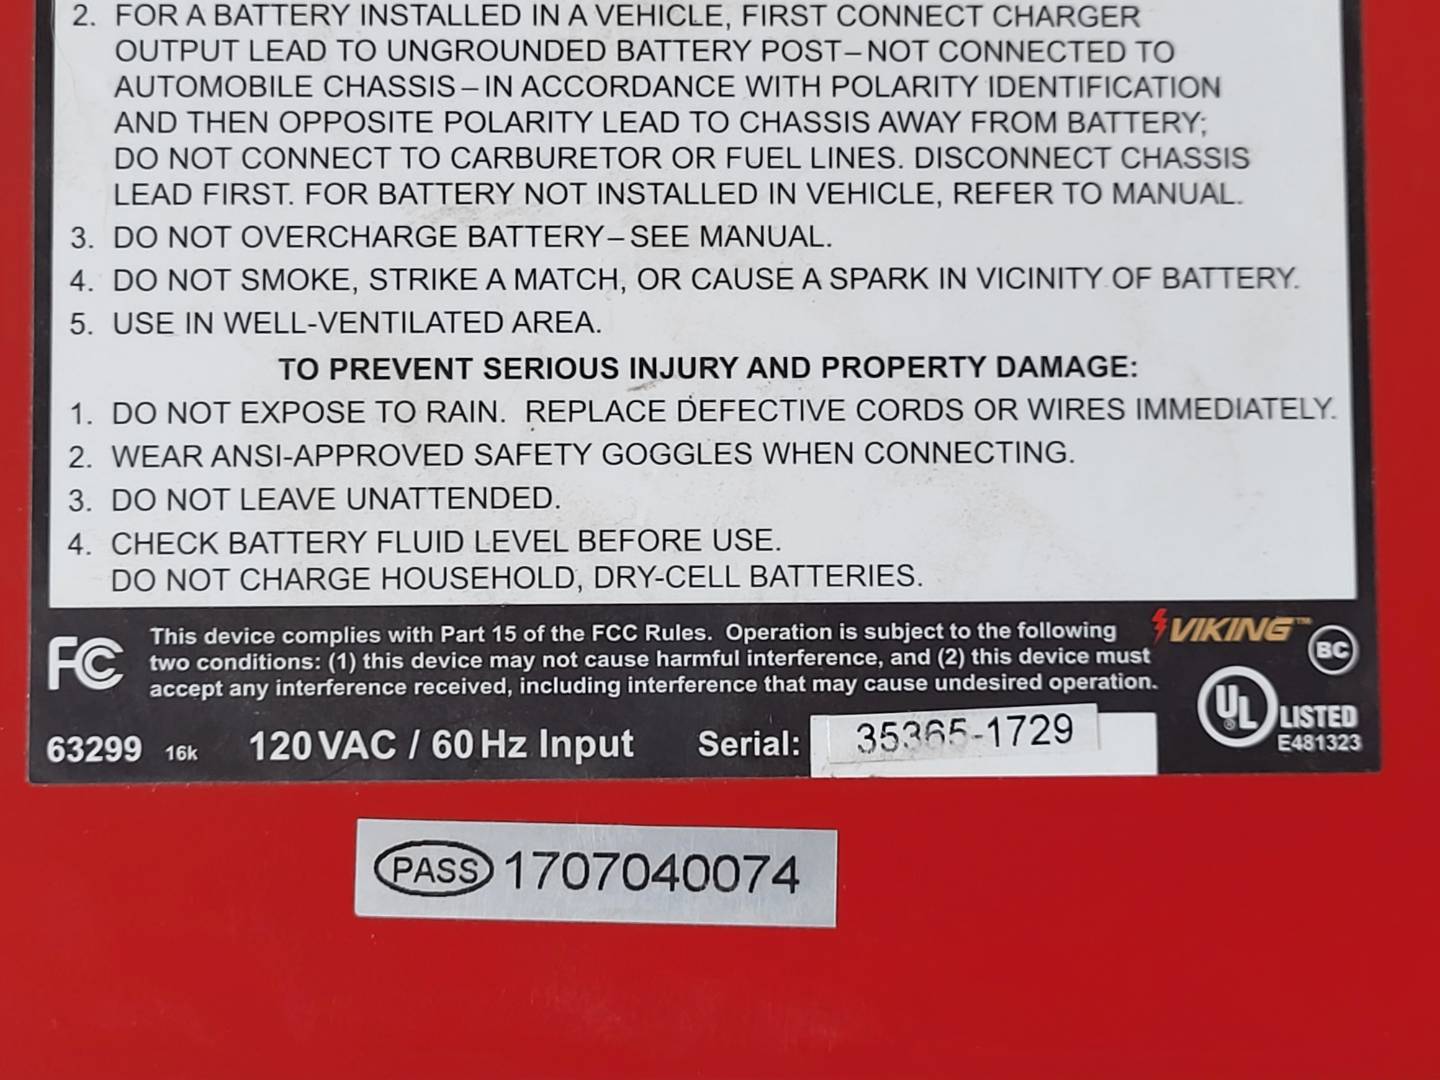 2. FOR A BATTERY INSTALLED IN A VEHICLE, FIRST CONNECT CHARGER
OUTPUT LEAD TO UNGROUNDED BATTERY POST–NOT CONNECTED TO
AUTOMOBILE CHASSIS–IN ACCORDANCE WITH POLARITY IDENTIFICATION
AND THEN OPPOSITE POLARITY LEAD TO CHASSIS AWAY FROM BATTERY;
DO NOT CONNECT TO CARBURETOR OR FUEL LINES. DISCONNECT CHASSIS
LEAD FIRST. FOR BATTERY NOT INSTALLED IN VEHICLE, REFER TO MANUAL.
3. DO NOT OVERCHARGE BATTERY–SEE MANUAL.
4. DO NOT SMOKE, STRIKE A MATCH, OR CAUSE A SPARK IN VICINITY OF BATTERY.
5. USE IN WELL-VENTILATED AREA.
TO PREVENT SERIOUS INJURY AND PROPERTY DAMAGE:
1. DO NOT EXPOSE TO RAIN. REPLACE DEFECTIVE CORDS OR WIRES IMMEDIATELY.
2. WEAR ANSI-APPROVED SAFETY GOGGLES WHEN CONNECTING.
3. DO NOT LEAVE UNATTENDED.
4. CHECK BATTERY FLUID LEVEL BEFORE USE.
DO NOT CHARGE HOUSEHOLD, DRY-CELL BATTERIES.
FC This device complies with Part 15 of the FCC Rules. Operation is subject to the following
two conditions: (1) this device may not cause harmful interference, and (2) this device must
accept any interference received, including interference that may cause undesired operation.
VIKING™
BC
UL LISTED
E481323
63299 16k 120 VAC / 60 Hz Input Serial: 35365-1729
PASS 1707040074